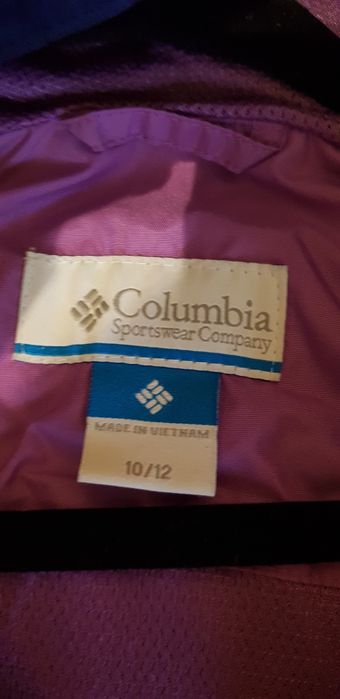 Columbia
Sportswear Company
MADE IN VIETNAM
10/12